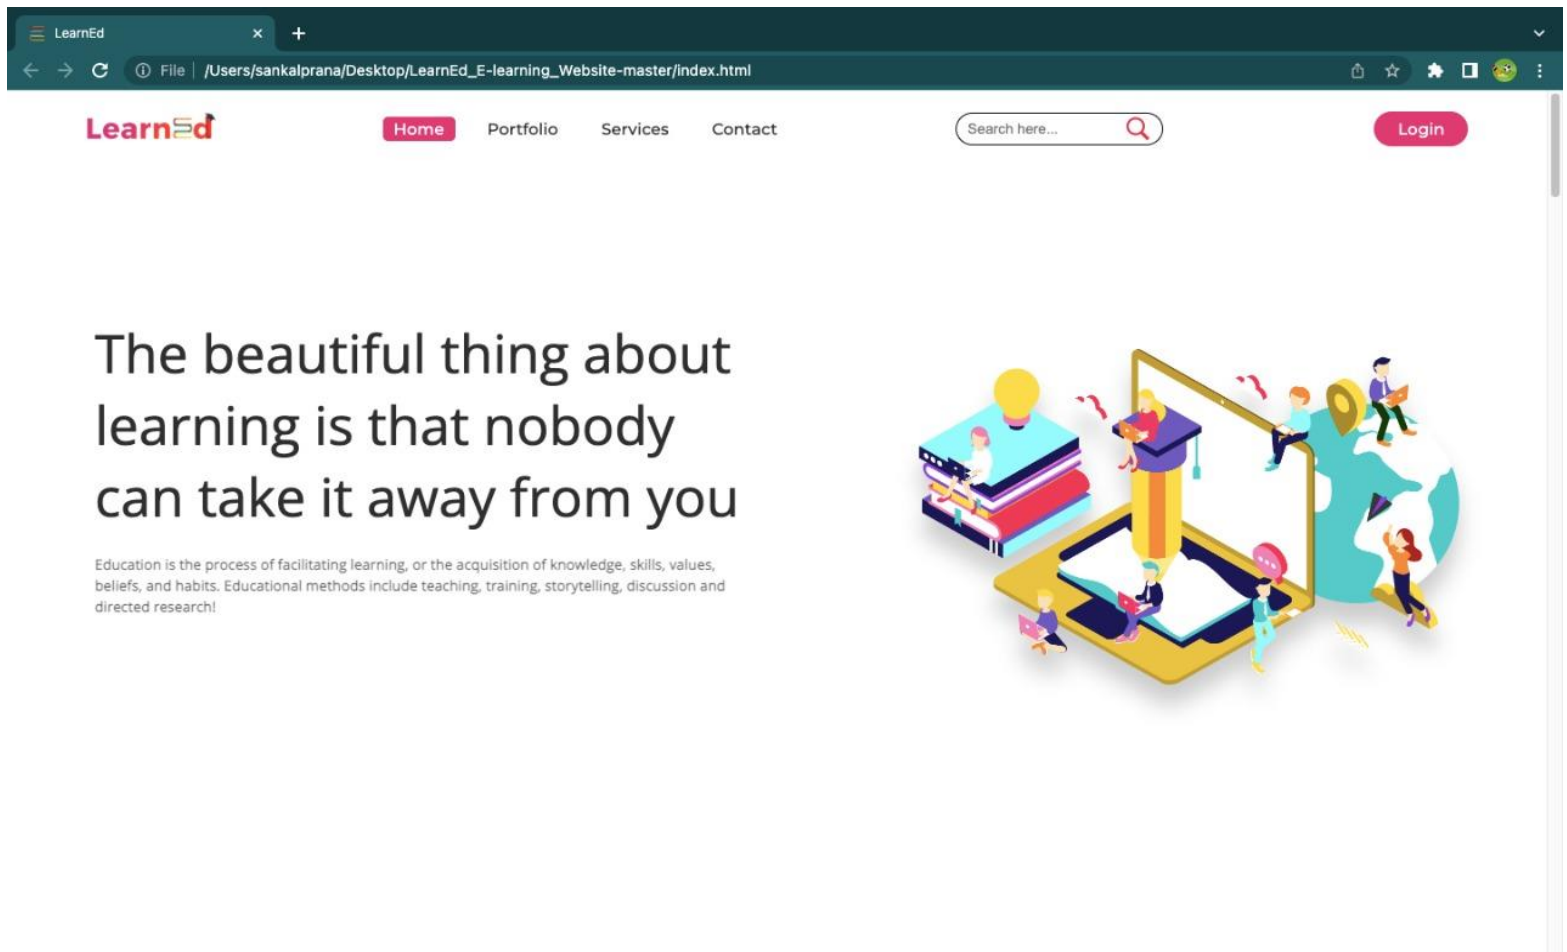 LearnEd
File | /Users/sankalprana/Desktop/LearnEd_E-learning_Website-master/index.html
LearnEd
Home Portfolio Services Contact Search here... Login
The beautiful thing about
learning is that nobody
can take it away from you
Education is the process of facilitating learning, or the acquisition of knowledge, skills, values,
beliefs, and habits. Educational methods include teaching, training, storytelling, discussion and
directed research!